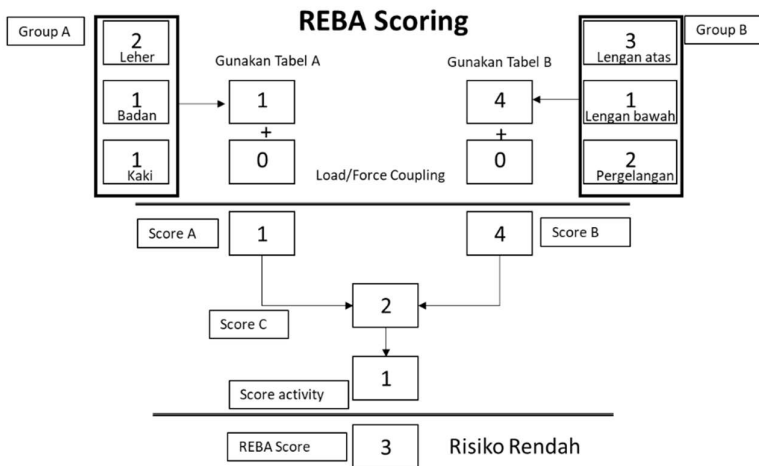 REBA Scoring
Group A
Group B
2
Leher
1
Badan
1
Kaki
Gunakan Tabel A
1
+
0
Gunakan Tabel B
4
+
0
Load/Force Coupling
3
Lengan atas
1
Lengan bawah
2
Pergelangan
Score A
1
4
Score B
2
Score C
1
Score activity
REBA Score
3
Risiko Rendah